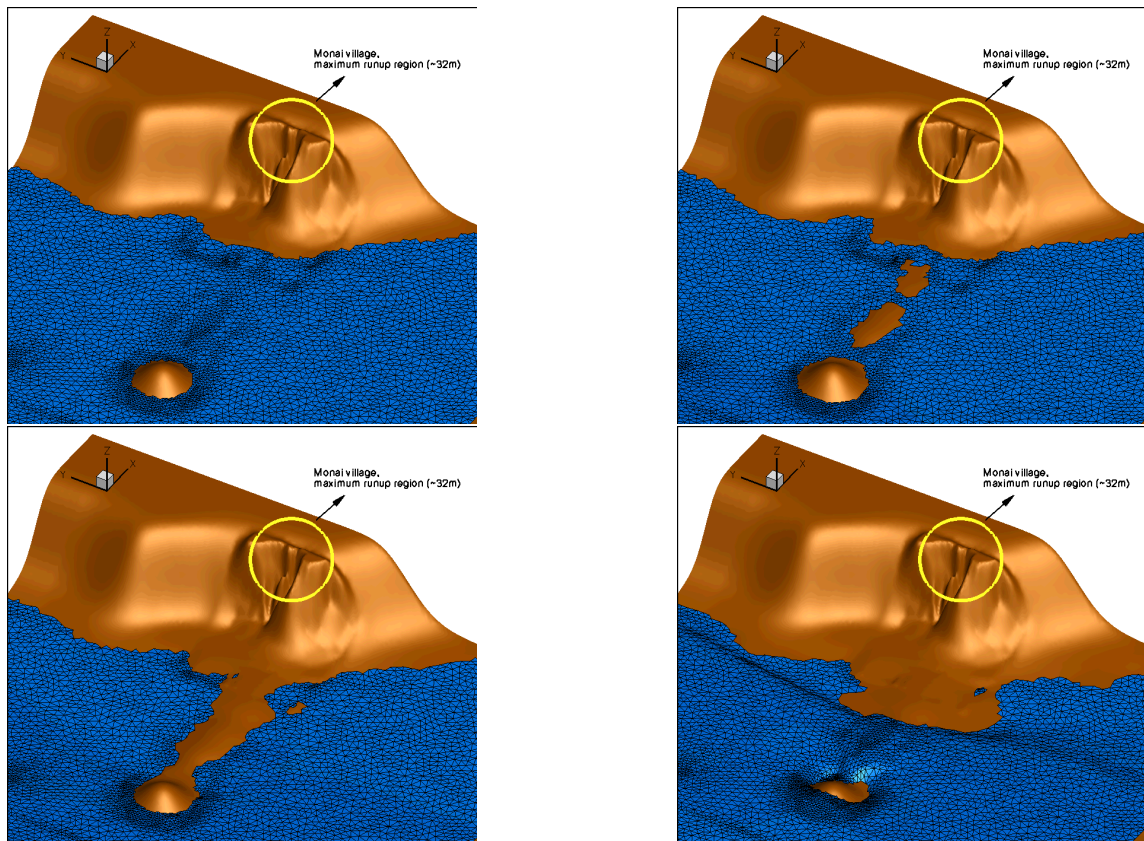 Z
X
Y
Monai village,
maximum runup region (~32m)
Z
X
Y
Monai village,
maximum runup region (~32m)
Z
X
Y
Monai village,
maximum runup region (~32m)
Z
X
Y
Monai village,
maximum runup region (~32m)